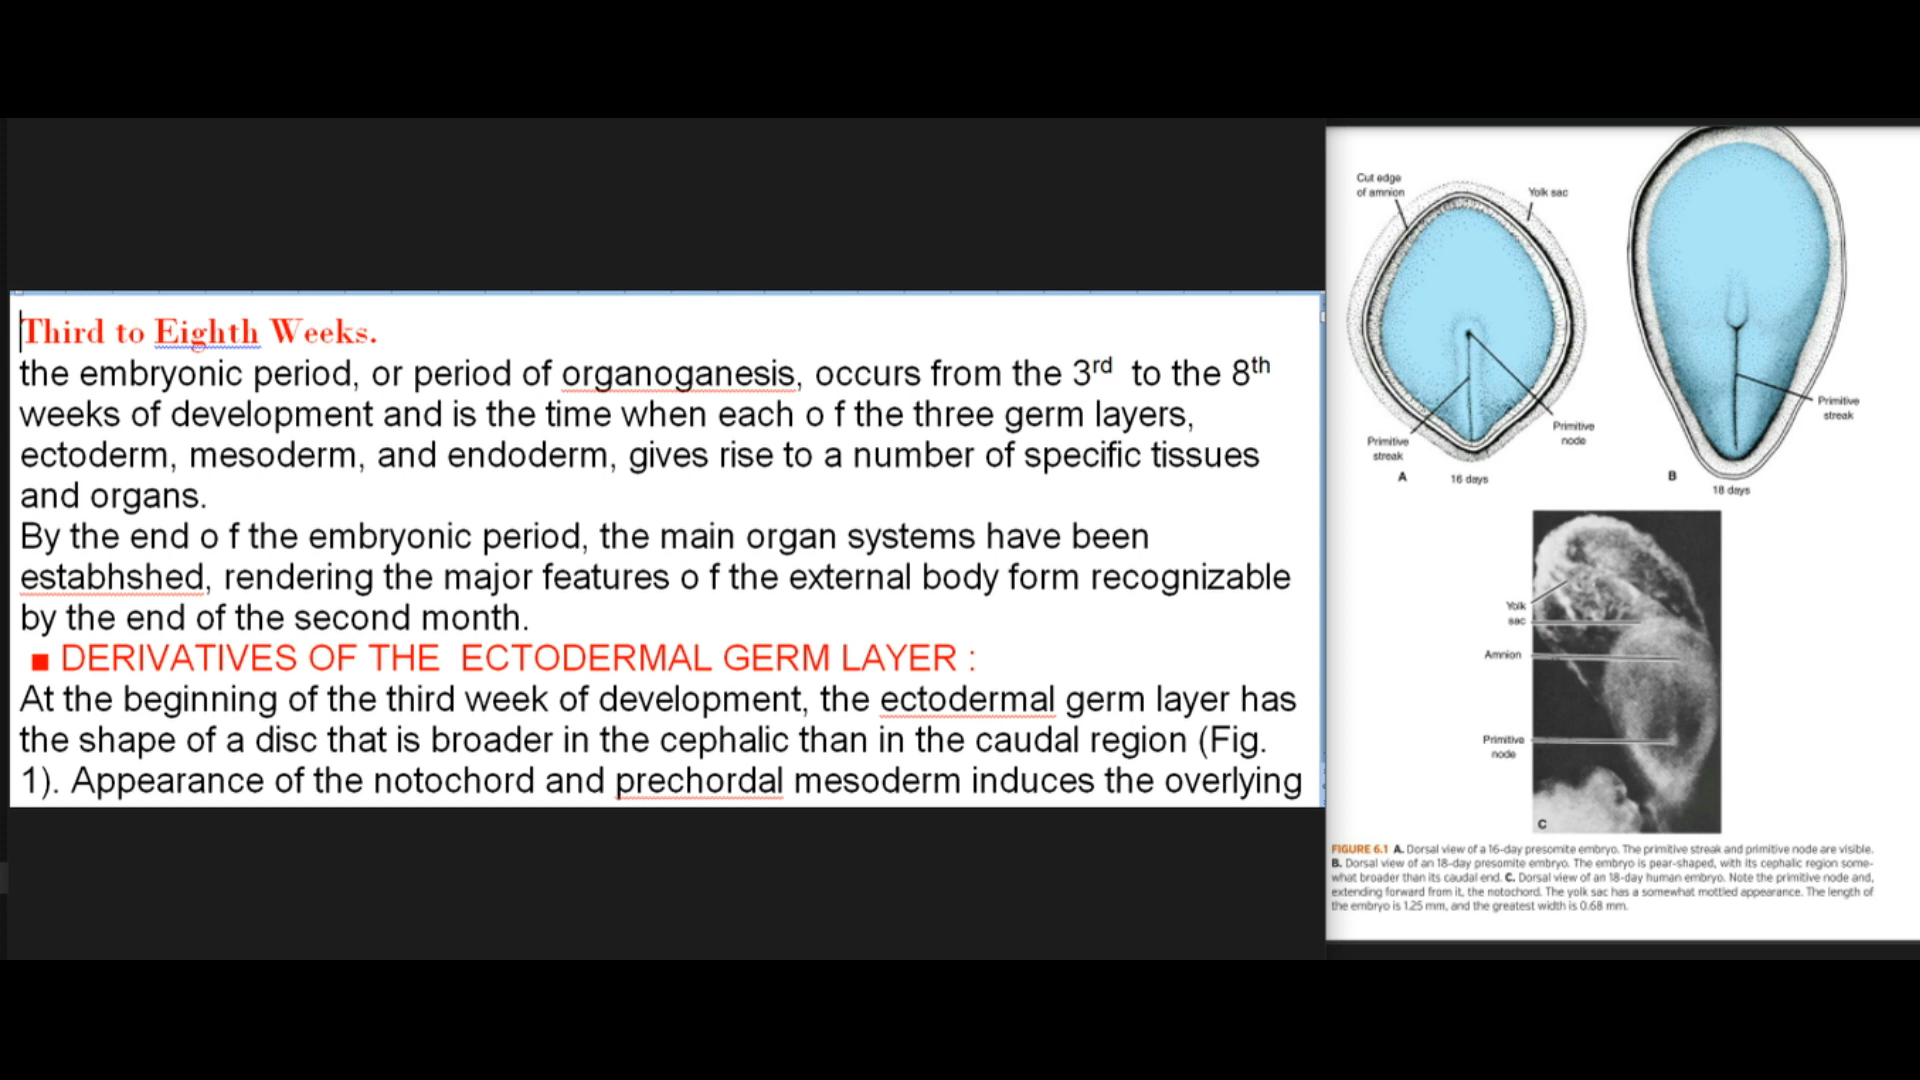 Third to Eighth Weeks.
the embryonic period, or period of organoganesis, occurs from the 3rd to the 8th
weeks of development and is the time when each o f the three germ layers,
ectoderm, mesoderm, and endoderm, gives rise to a number of specific tissues
and organs.
By the end o f the embryonic period, the main organ systems have been
estabhshed, rendering the major features o f the external body form recognizable
by the end of the second month.
■ DERIVATIVES OF THE ECTODERMAL GERM LAYER :
At the beginning of the third week of development, the ectodermal germ layer has
the shape of a disc that is broader in the cephalic than in the caudal region (Fig.
1). Appearance of the notochord and prechordal mesoderm induces the overlying
Cut edge
of amnion
Yolk sac
Primitive
streak
Primitive
node
A
16 days
Primitive
streak
B
18 days
Yolk
sac
Amnion
Primitive
node
C
FIGURE 6.1 A. Dorsal view of a 16-day presomite embryo. The primitive streak and primitive node are visible.
B. Dorsal view of an 18-day presomite embryo. The embryo is pear-shaped, with its cephalic region some-
what broader than its caudal end. C. Dorsal view of an 18-day human embryo. Note the primitive node and,
extending forward from it, the notochord. The yolk sac has a somewhat mottled appearance. The length of
the embryo is 1.25 mm, and the greatest width is 0.68 mm.